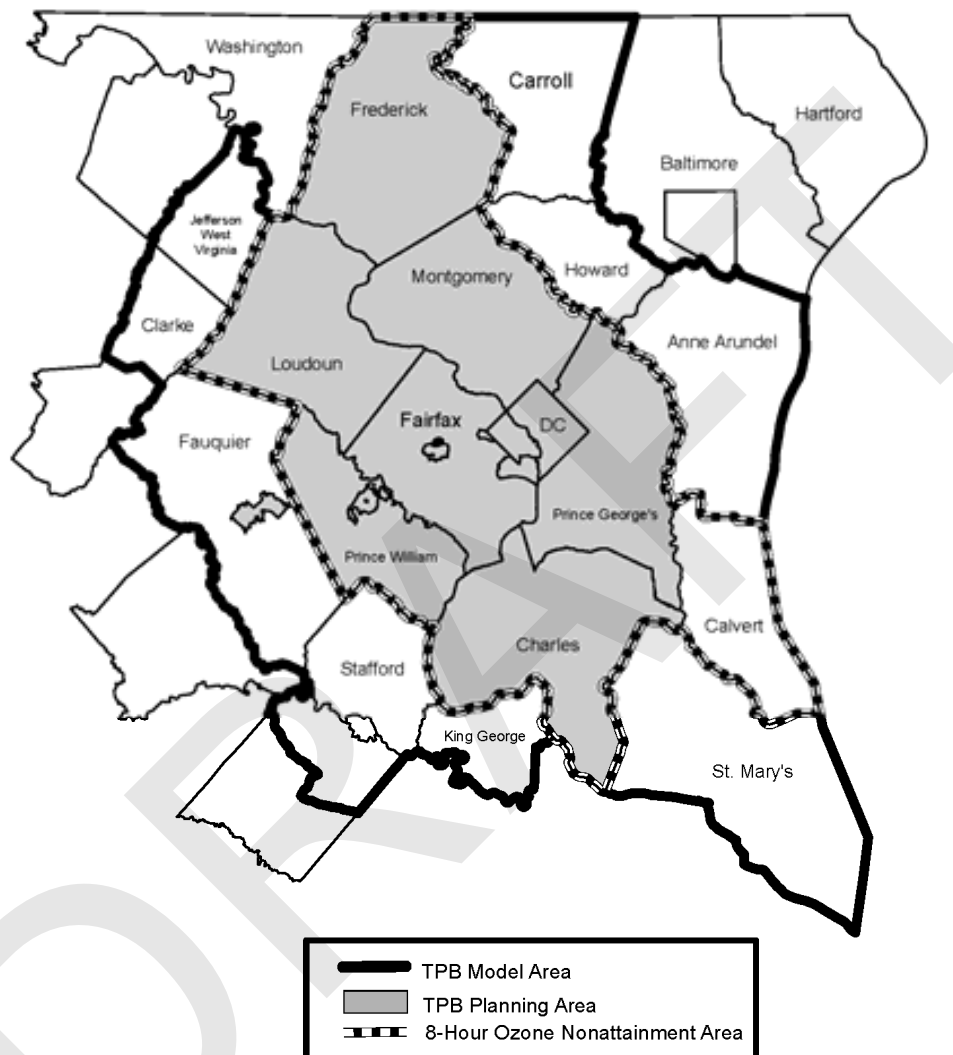 Washington
Carroll
Frederick
Hartford
Baltimore
Jefferson
West
Virginia
Montgomery
Howard
Clarke
Anne Arundel
Loudoun
Fairfax
DC
Fauquier
Prince George's
Prince William
Calvert
Charles
Stafford
King George
St. Mary's
DRAFT
TPB Model Area
TPB Planning Area
8-Hour Ozone Nonattainment Area